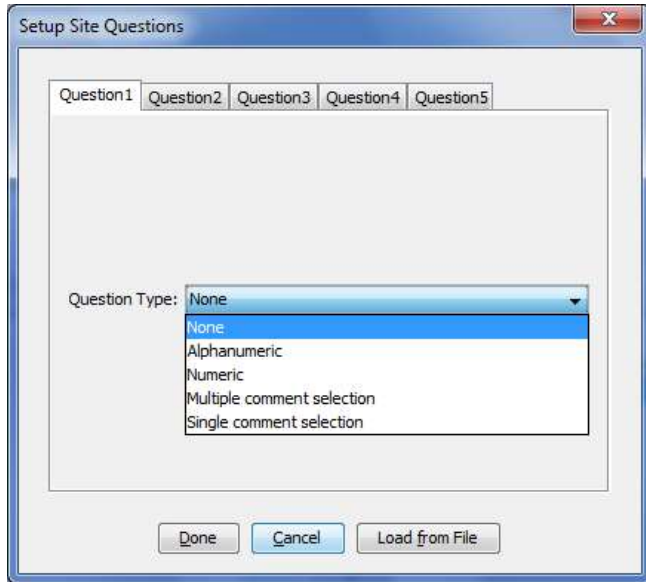 Setup Site Questions
Question1 Question2 Question3 Question4 Question5
Question Type: None
None
Alphanumeric
Numeric
Multiple comment selection
Single comment selection
Done Cancel Load from File